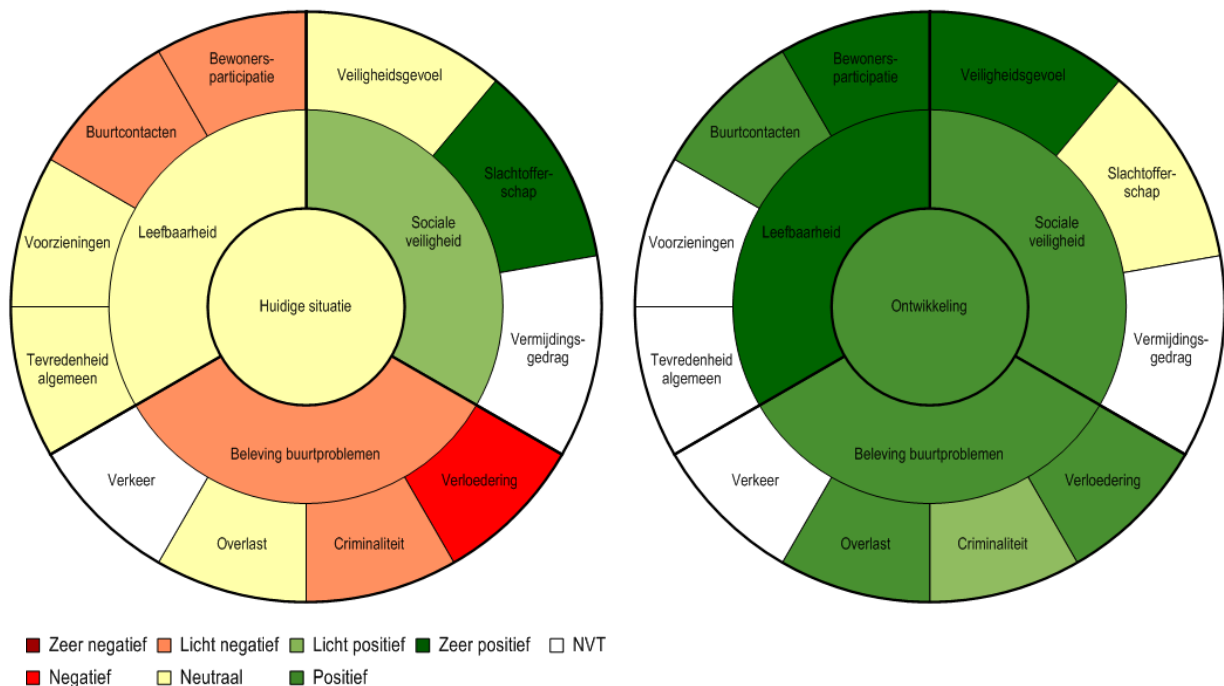 Bewoners-
participatie
Veiligheidsgevoel
Buurtcontacten
Slachtoffer-
schap
Voorzieningen
Leefbaarheid
Sociale
veiligheid
Huidige situatie
Tevredenheid
algemeen
Vermijdings-
gedrag
Beleving buurtproblemen
Verkeer
Verloedering
Overlast
Criminaliteit
Bewoners-
participatie
Veiligheidsgevoel
Buurtcontacten
Slachtoffer-
schap
Voorzieningen
Leefbaarheid
Sociale
veiligheid
Ontwikkeling
Tevredenheid
algemeen
Vermijdings-
gedrag
Beleving buurtproblemen
Verkeer
Verloedering
Overlast
Criminaliteit
Zeer negatief Licht negatief Licht positief Zeer positief NVT
Negatief Neutraal Positief